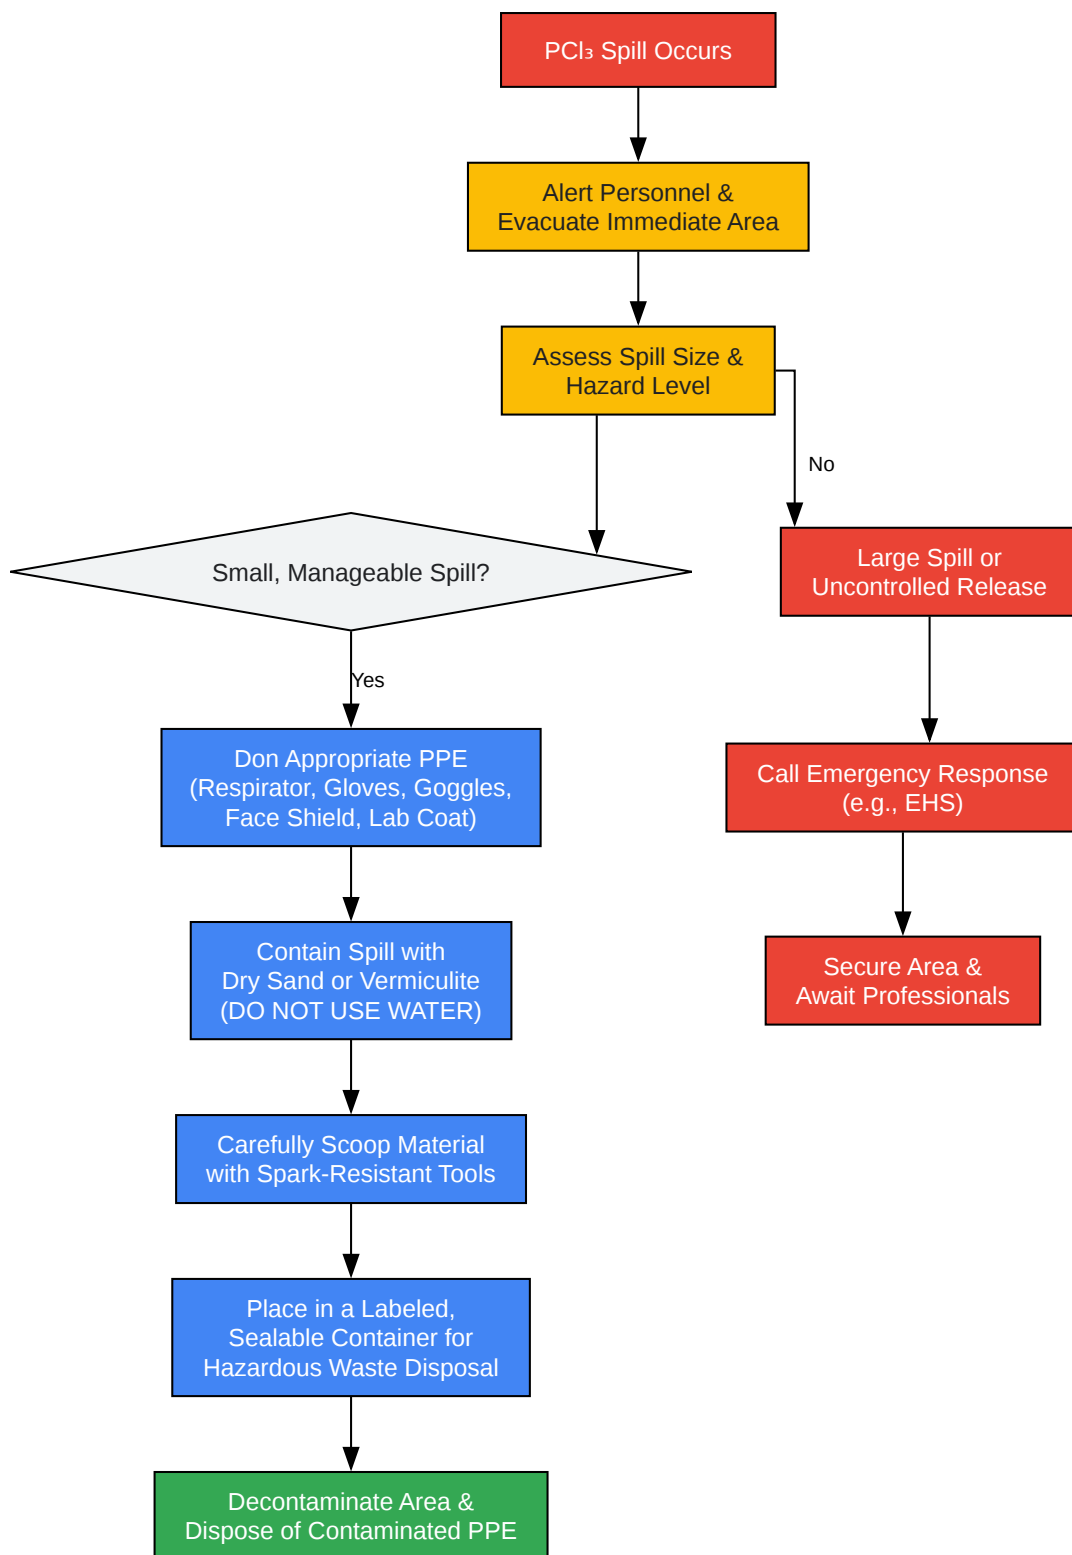 PCl₃ Spill Occurs
Alert Personnel &
Evacuate Immediate Area
Assess Spill Size &
Hazard Level
No
Small, Manageable Spill?
Large Spill or
Uncontrolled Release
Yes
Don Appropriate PPE
(Respirator, Gloves, Goggles,
Face Shield, Lab Coat)
Call Emergency Response
(e.g., EHS)
Contain Spill with
Dry Sand or Vermiculite
(DO NOT USE WATER)
Secure Area &
Await Professionals
Carefully Scoop Material
with Spark-Resistant Tools
Place in a Labeled,
Sealable Container for
Hazardous Waste Disposal
Decontaminate Area &
Dispose of Contaminated PPE